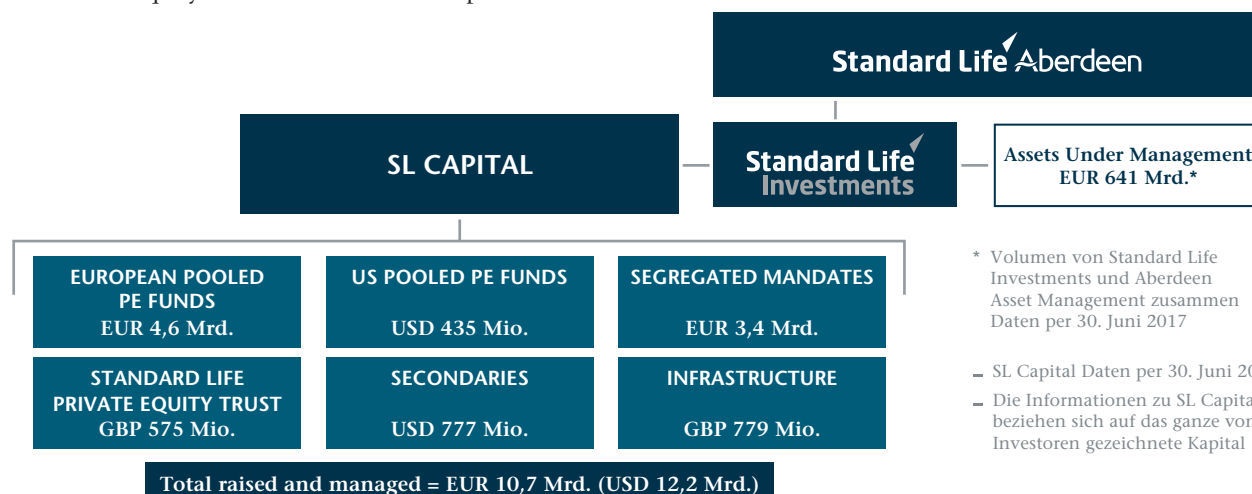 Standard Life Aberdeen
SL CAPITAL
Standard Life
Investments
Assets Under Management
EUR 641 Mrd.*
EUROPEAN POOLED
PE FUNDS
EUR 4,6 Mrd.
US POOLED PE FUNDS
USD 435 Mio.
SEGREGATED MANDATES
EUR 3,4 Mrd.
STANDARD LIFE
PRIVATE EQUITY TRUST
GBP 575 Mio.
SECONDARIES
USD 777 Mio.
INFRASTRUCTURE
GBP 779 Mio.
Total raised and managed = EUR 10,7 Mrd. (USD 12,2 Mrd.)
* Volumen von Standard Life
Investments und Aberdeen
Asset Management zusammen
Daten per 30. Juni 2017
– SL Capital Daten per 30. Juni
– Die Informationen zu SL
beziehen sich auf das ganze von
Investoren gezeichnete Kapital